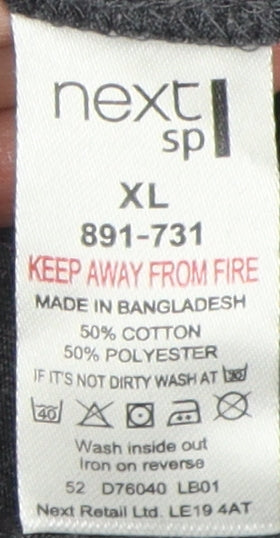 next
sp
XL
891-731
KEEP AWAY FROM FIRE
MADE IN BANGLADESH
50% COTTON
50% POLYESTER
IF IT'S NOT DIRTY WASH AT 30
40
Wash inside out
Iron on reverse
52 D76040 LB01
Next Retail Ltd. LE19 4AT